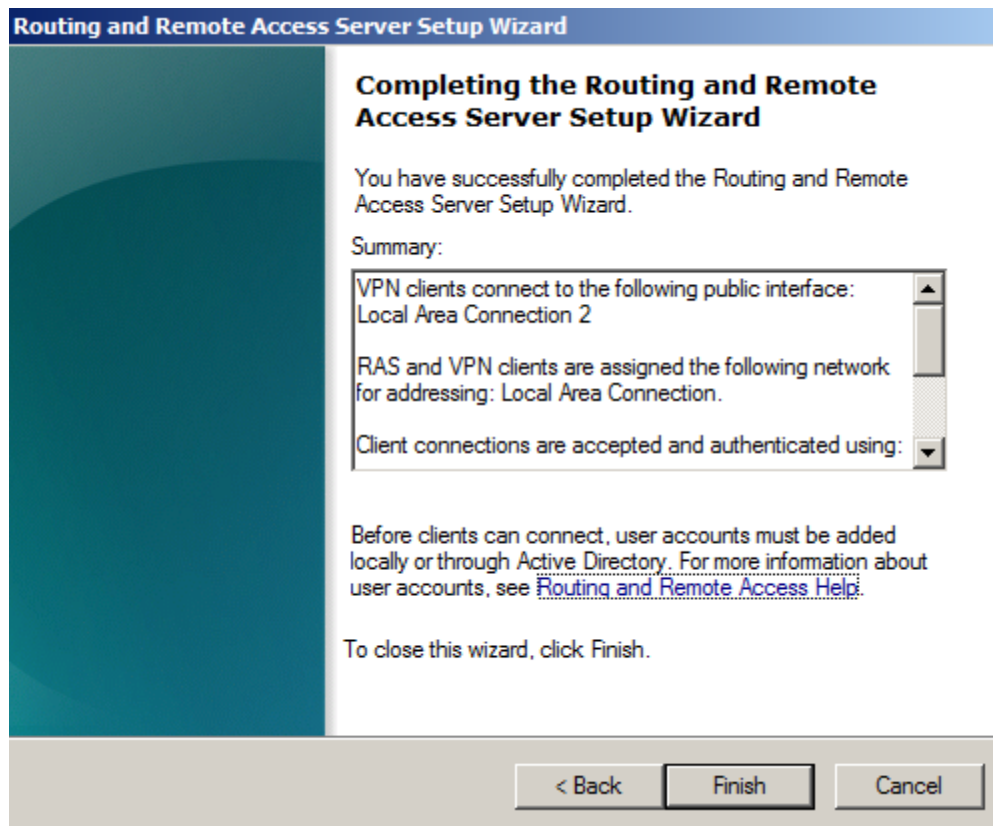 Routing and Remote Access Server Setup Wizard
Completing the Routing and Remote
Access Server Setup Wizard
You have successfully completed the Routing and Remote
Access Server Setup Wizard.
Summary:
VPN clients connect to the following public interface:
Local Area Connection 2
RAS and VPN clients are assigned the following network
for addressing: Local Area Connection.
Client connections are accepted and authenticated using:
Before clients can connect, user accounts must be added
locally or through Active Directory. For more information about
user accounts, see Routing and Remote Access Help.
To close this wizard, click Finish.
< Back Finish Cancel